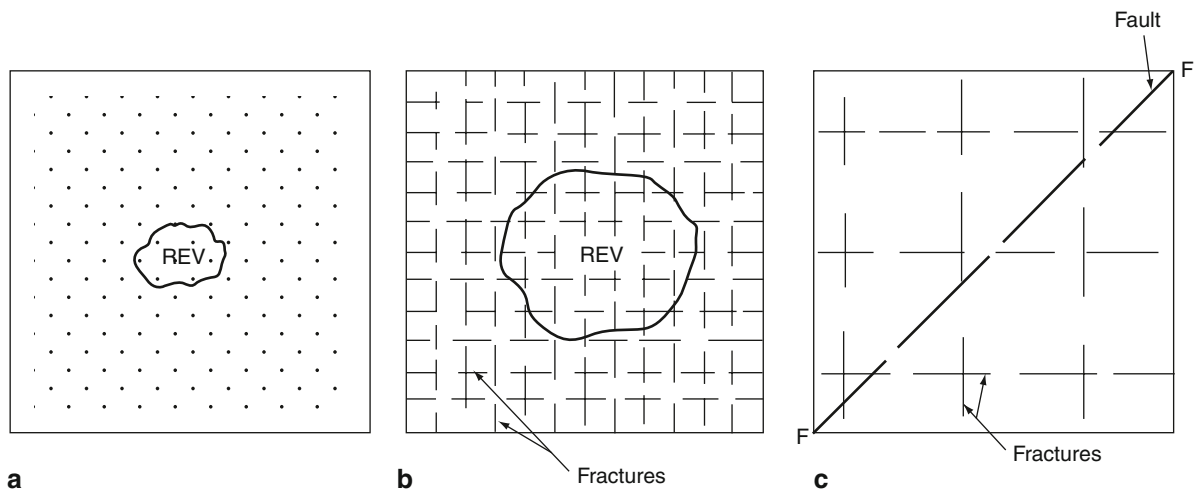 REV
a
REV
Fractures
b
Fault
F
F
Fractures
c